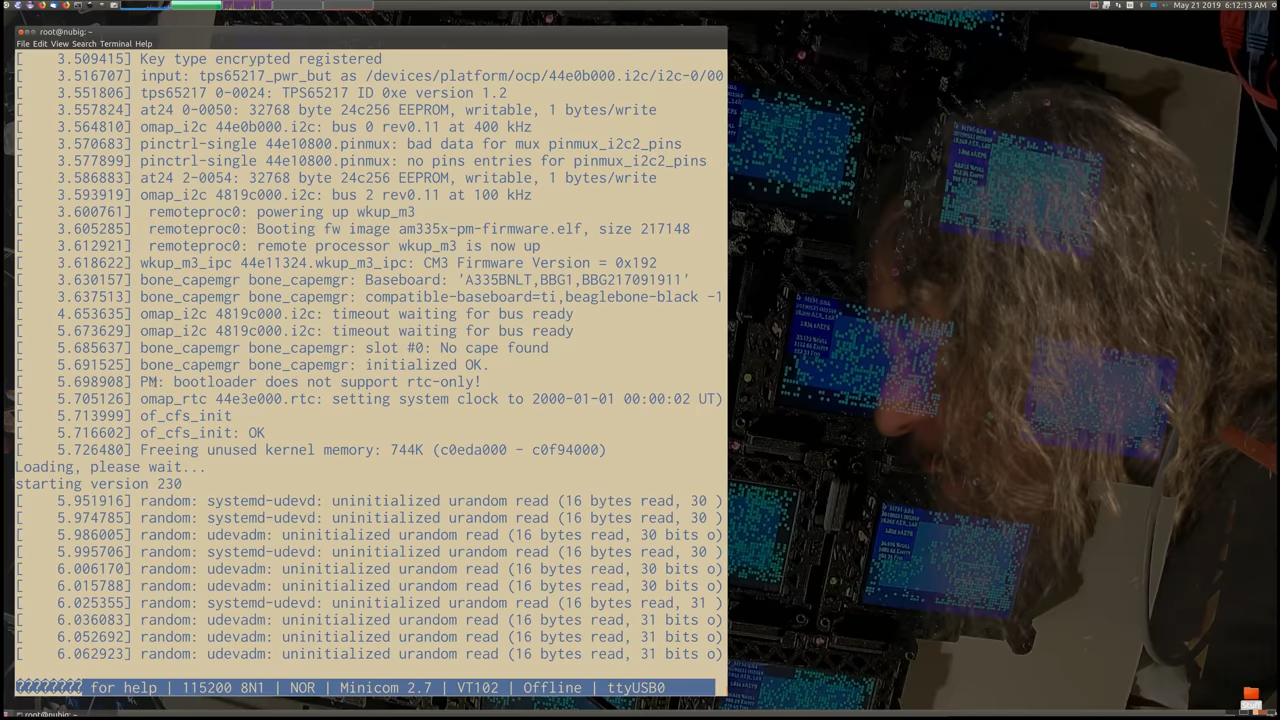 May 21 2019 6:12:13 AM
root@nubig: ~
File Edit View Search Terminal Help
[    3.509415] Key type encrypted registered
[    3.516707] input: tps65217_pwr_but as /devices/platform/ocp/44e0b000.i2c/i2c-0/00
[    3.551806] tps65217 0-0024: TPS65217 ID 0xe version 1.2
[    3.557824] at24 0-0050: 32768 byte 24c256 EEPROM, writable, 1 bytes/write
[    3.564810] omap_i2c 44e0b000.i2c: bus 0 rev0.11 at 400 kHz
[    3.570683] pinctrl-single 44e10800.pinmux: bad data for mux pinmux_i2c2_pins
[    3.577899] pinctrl-single 44e10800.pinmux: no pins entries for pinmux_i2c2_pins
[    3.586883] at24 2-0054: 32768 byte 24c256 EEPROM, writable, 1 bytes/write
[    3.593919] omap_i2c 4819c000.i2c: bus 2 rev0.11 at 100 kHz
[    3.600761]  remoteproc0: powering up wkup_m3
[    3.605285]  remoteproc0: Booting fw image am335x-pm-firmware.elf, size 217148
[    3.612921]  remoteproc0: remote processor wkup_m3 is now up
[    3.618622] wkup_m3_ipc 44e11324.wkup_m3_ipc: CM3 Firmware Version = 0x192
[    3.630157] bone_capemgr bone_capemgr: Baseboard: 'A335BNLT,BBG1,BBG217091911'
[    3.637513] bone_capemgr bone_capemgr: compatible-baseboard=ti,beaglebone-black -1
[    4.653035] omap_i2c 4819c000.i2c: timeout waiting for bus ready
[    5.673629] omap_i2c 4819c000.i2c: timeout waiting for bus ready
[    5.685637] bone_capemgr bone_capemgr: slot #0: No cape found
[    5.691525] bone_capemgr bone_capemgr: initialized OK.
[    5.698908] PM: bootloader does not support rtc-only!
[    5.705126] omap_rtc 44e3e000.rtc: setting system clock to 2000-01-01 00:00:02 UT)
[    5.713999] of_cfs_init
[    5.716602] of_cfs_init: OK
[    5.726480] Freeing unused kernel memory: 744K (c0eda000 - c0f94000)
Loading, please wait...
starting version 230
[    5.951916] random: systemd-udevd: uninitialized urandom read (16 bytes read, 30 )
[    5.974785] random: systemd-udevd: uninitialized urandom read (16 bytes read, 30 )
[    5.986005] random: udevadm: uninitialized urandom read (16 bytes read, 30 bits o)
[    5.995706] random: systemd-udevd: uninitialized urandom read (16 bytes read, 30 )
[    6.006170] random: udevadm: uninitialized urandom read (16 bytes read, 30 bits o)
[    6.015788] random: udevadm: uninitialized urandom read (16 bytes read, 30 bits o)
[    6.025355] random: systemd-udevd: uninitialized urandom read (16 bytes read, 31 )
[    6.036083] random: udevadm: uninitialized urandom read (16 bytes read, 31 bits o)
[    6.052692] random: udevadm: uninitialized urandom read (16 bytes read, 31 bits o)
[    6.062923] random: udevadm: uninitialized urandom read (16 bytes read, 31 bits o)
???????? for help | 115200 8N1 | NOR | Minicom 2.7 | VT102 | Offline | ttyUSB0
Stuff
root@nubig: ~